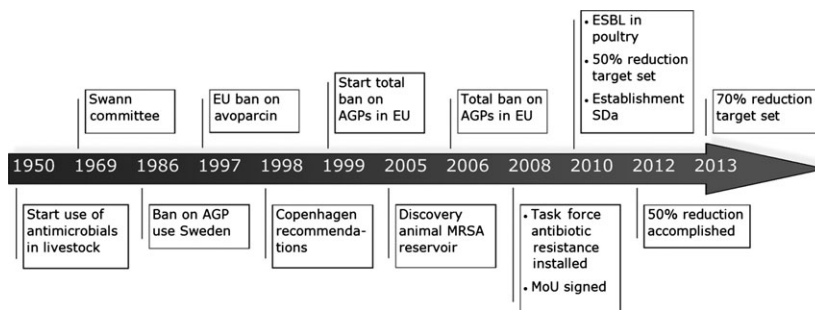 • ESBL in
poultry
• 50% reduction
target set
• Establishment
SDa
Swann
committee
EU ban on
avoparcin
Start total
ban on
AGPs in EU
Total ban on
AGPs in EU
70% reduction
target set
1950 1969 1986 1997 1998 1999 2005 2006 2008 2010 2012 2013
Start use of
antimicrobials
in livestock
Ban on AGP
use Sweden
Copenhagen
recommenda-
tions
Discovery
animal MRSA
reservoir
• Task force
antibiotic
resistance
installed
• MoU signed
50% reduction
accomplished